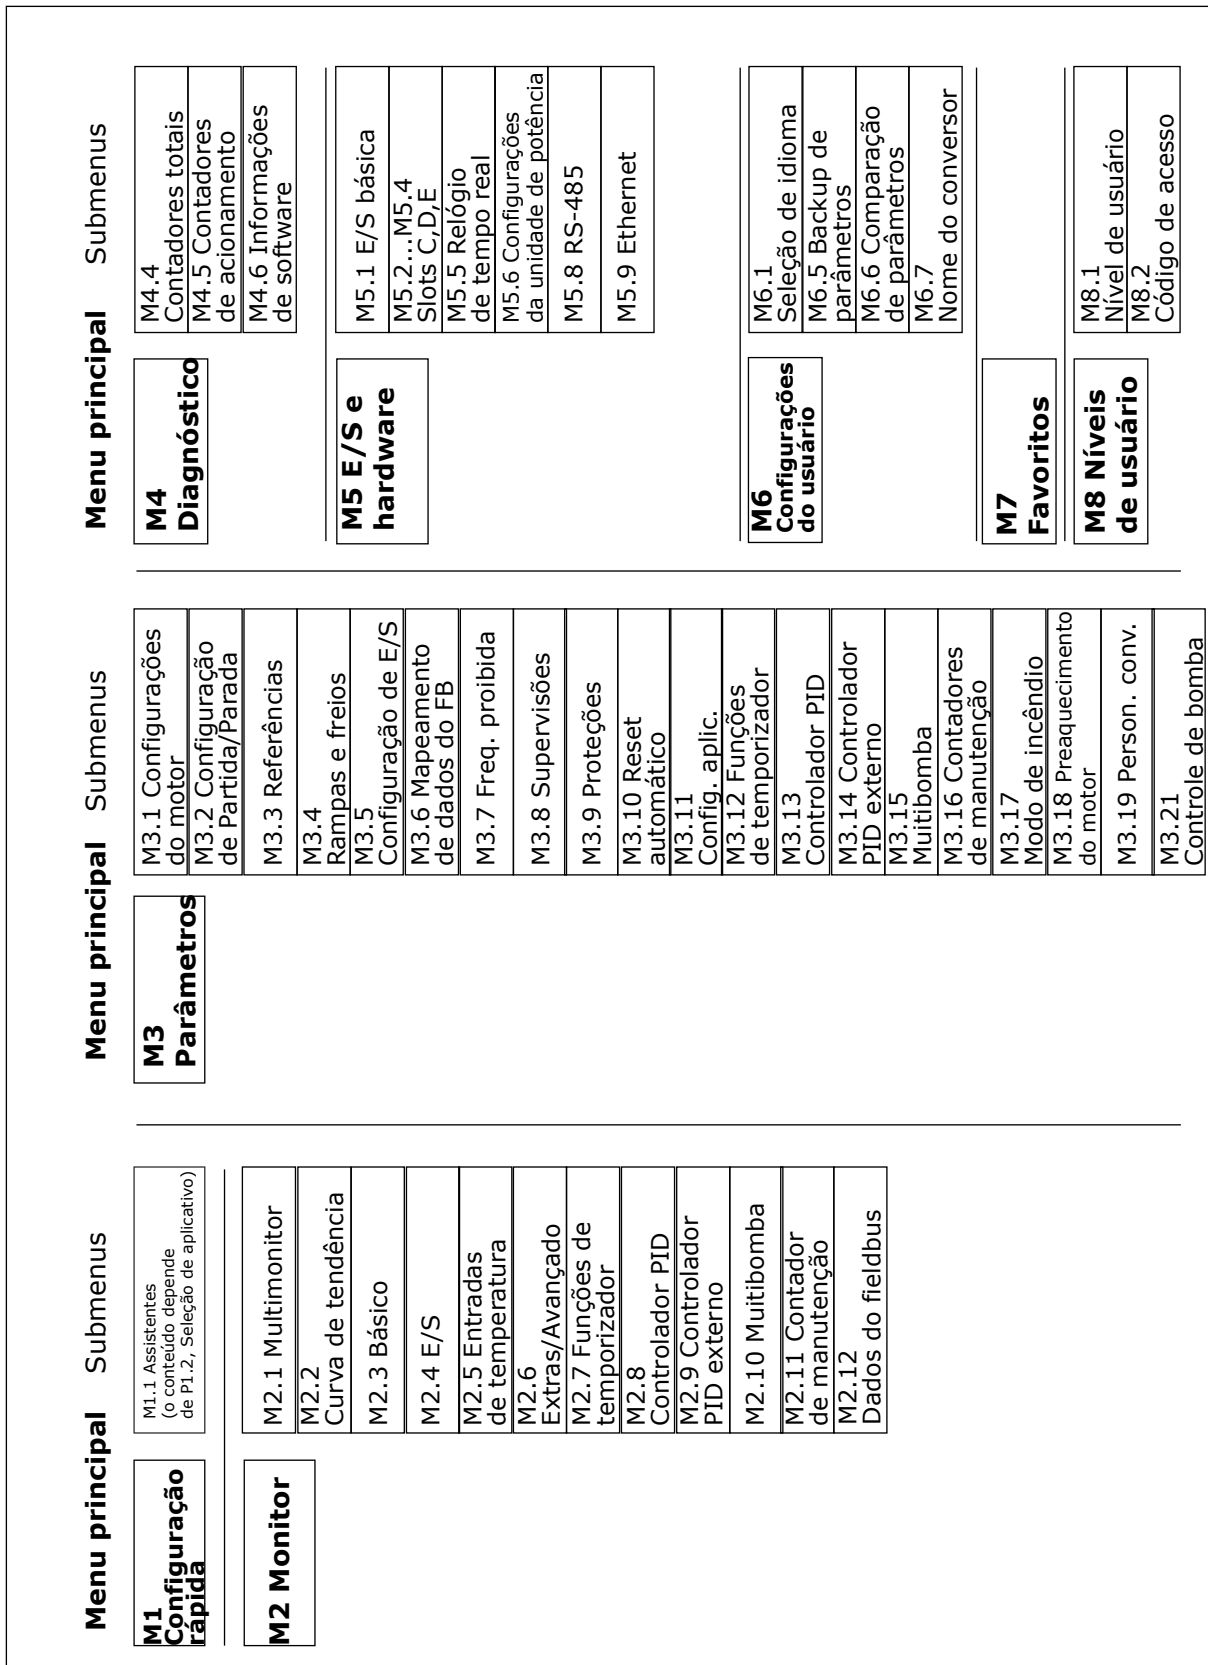 Menu principal Submenus
M1
Configuração
rápida
M1.1 Assistentes
(o conteúdo depende
de P1.2, Seleção de aplicativo)
M2 Monitor
M2.1 Multimonitor
M2.2
Curva de tendência
M2.3 Básico
M2.4 E/S
M2.5 Entradas
de temperatura
M2.6
Extras/Avançado
M2.7 Funções de
temporizador
M2.8
Controlador PID
M2.9 Controlador
PID externo
M2.10 Muitibomba
M2.11 Contador
de manutenção
M2.12
Dados do fieldbus
Menu principal Submenus
M3
Parâmetros
M3.1 Configurações
do motor
M3.2 Configuração
de Partida/Parada
M3.3 Referências
M3.4
Rampas e freios
M3.5
Configuração de E/S
M3.6 Mapeamento
de dados do FB
M3.7 Freq. proibida
M3.8 Supervisões
M3.9 Proteções
M3.10 Reset
automático
M3.11
Config. aplic.
M3.12 Funções
de temporizador
M3.13
Controlador PID
M3.14 Controlador
PID externo
M3.15
Muitibomba
M3.16 Contadores
de manutenção
M3.17
Modo de incêndio
M3.18 Preaquecimento
do motor
M3.19 Person. conv.
M3.21
Controle de bomba
Menu principal Submenus
M4
Diagnóstico
M4.4
Contadores totais
M4.5 Contadores
de acionamento
M4.6 Informações
de software
M5 E/S e
hardware
M5.1 E/S básica
M5.2...M5.4
Slots C,D,E
M5.5 Relógio
de tempo real
M5.6 Configurações
da unidade de potência
M5.8 RS-485
M5.9 Ethernet
M6
Configurações
do usuário
M6.1
Seleção de idioma
M6.5 Backup de
parâmetros
M6.6 Comparação
de parâmetros
M6.7
Nome do conversor
M7
Favoritos
M8 Níveis
de usuário
M8.1
Nível de usuário
M8.2
Código de acesso